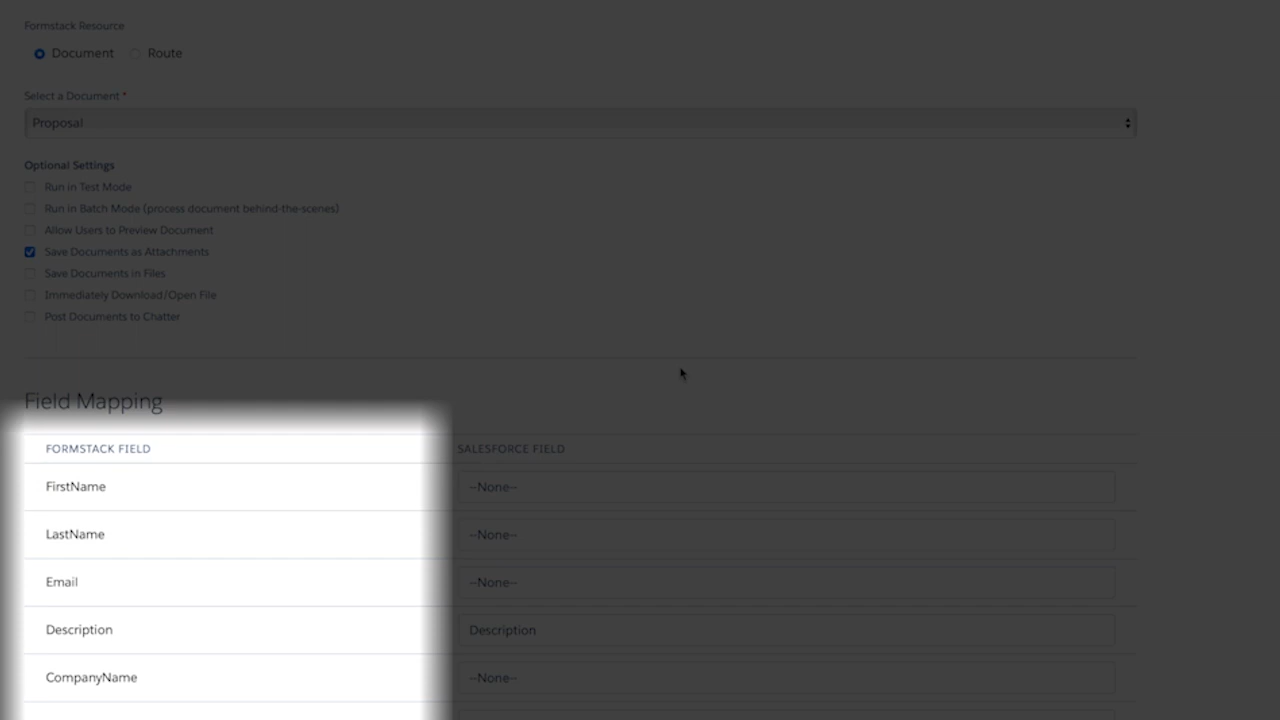 Formstack Resource
Document Route
Select a Document *
Proposal
Optional Settings
Run in Test Mode
Run in Batch Mode (process document behind-the-scenes)
Allow Users to Preview Document
Save Documents as Attachments
Save Documents in Files
Immediately Download/Open File
Post Documents to Chatter
Field Mapping
FORMSTACK FIELD SALESFORCE FIELD
FirstName --None--
LastName --None--
Email --None--
Description Description
CompanyName --None--